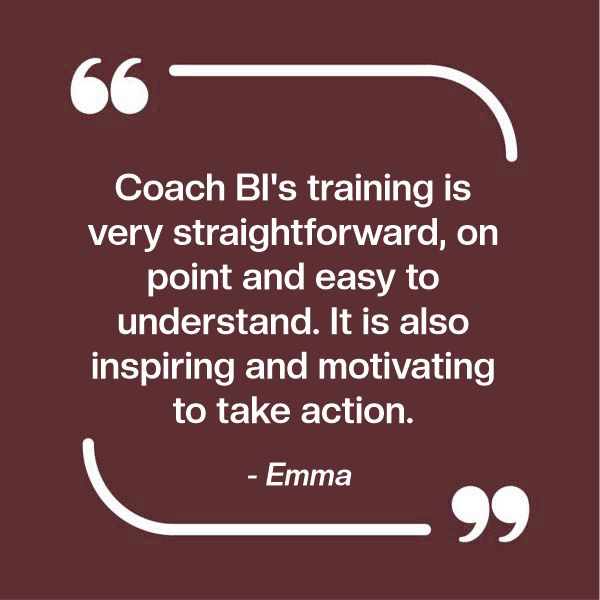 Coach BI's training is
very straightforward, on
point and easy to
understand. It is also
inspiring and motivating
to take action.
- Emma